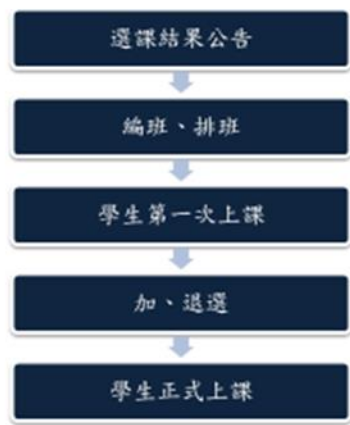 選課結果公告
編班、排班
學生第一次上課
加、退選
學生正式上課